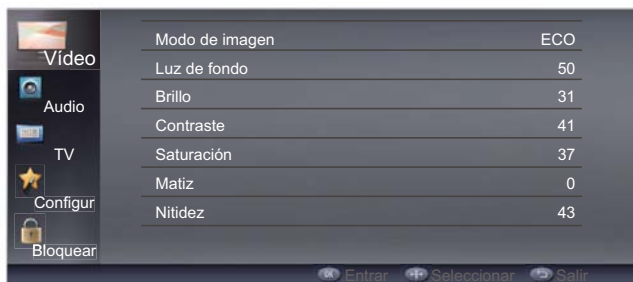 Vídeo
Audio
TV
Configur
Bloquear
Modo de imagen ECO
Luz de fondo 50
Brillo 31
Contraste 41
Saturación 37
Matiz 0
Nitidez 43
OK Entrar Seleccionar Salir